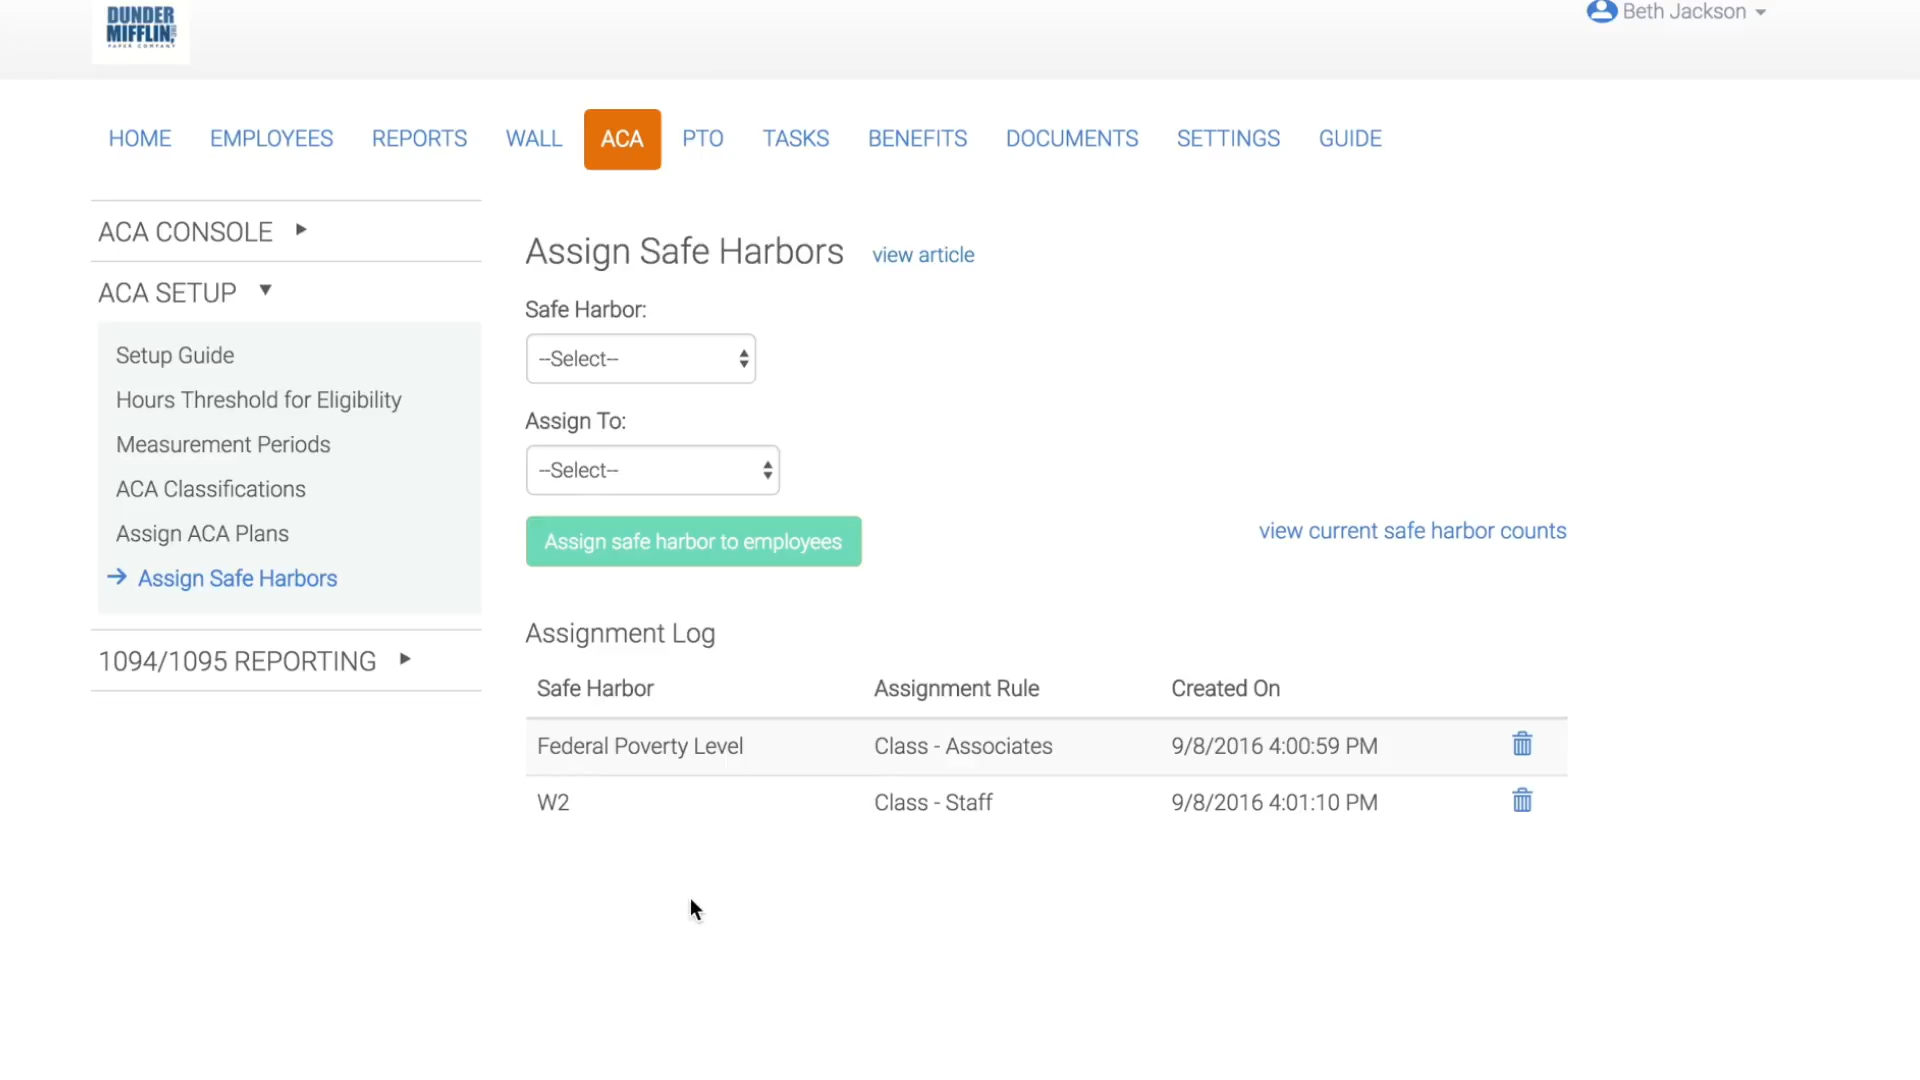 DUNDER
MIFFLIN,
PAPER COMPANY
Beth Jackson
HOME EMPLOYEES REPORTS WALL ACA PTO TASKS BENEFITS DOCUMENTS SETTINGS GUIDE
ACA CONSOLE
ACA SETUP
Setup Guide
Hours Threshold for Eligibility
Measurement Periods
ACA Classifications
Assign ACA Plans
Assign Safe Harbors
1094/1095 REPORTING
Assign Safe Harbors view article
Safe Harbor:
--Select--
Assign To:
--Select--
Assign safe harbor to employees
view current safe harbor counts
Assignment Log
Safe Harbor Assignment Rule Created On
Federal Poverty Level Class - Associates 9/8/2016 4:00:59 PM
W2 Class - Staff 9/8/2016 4:01:10 PM